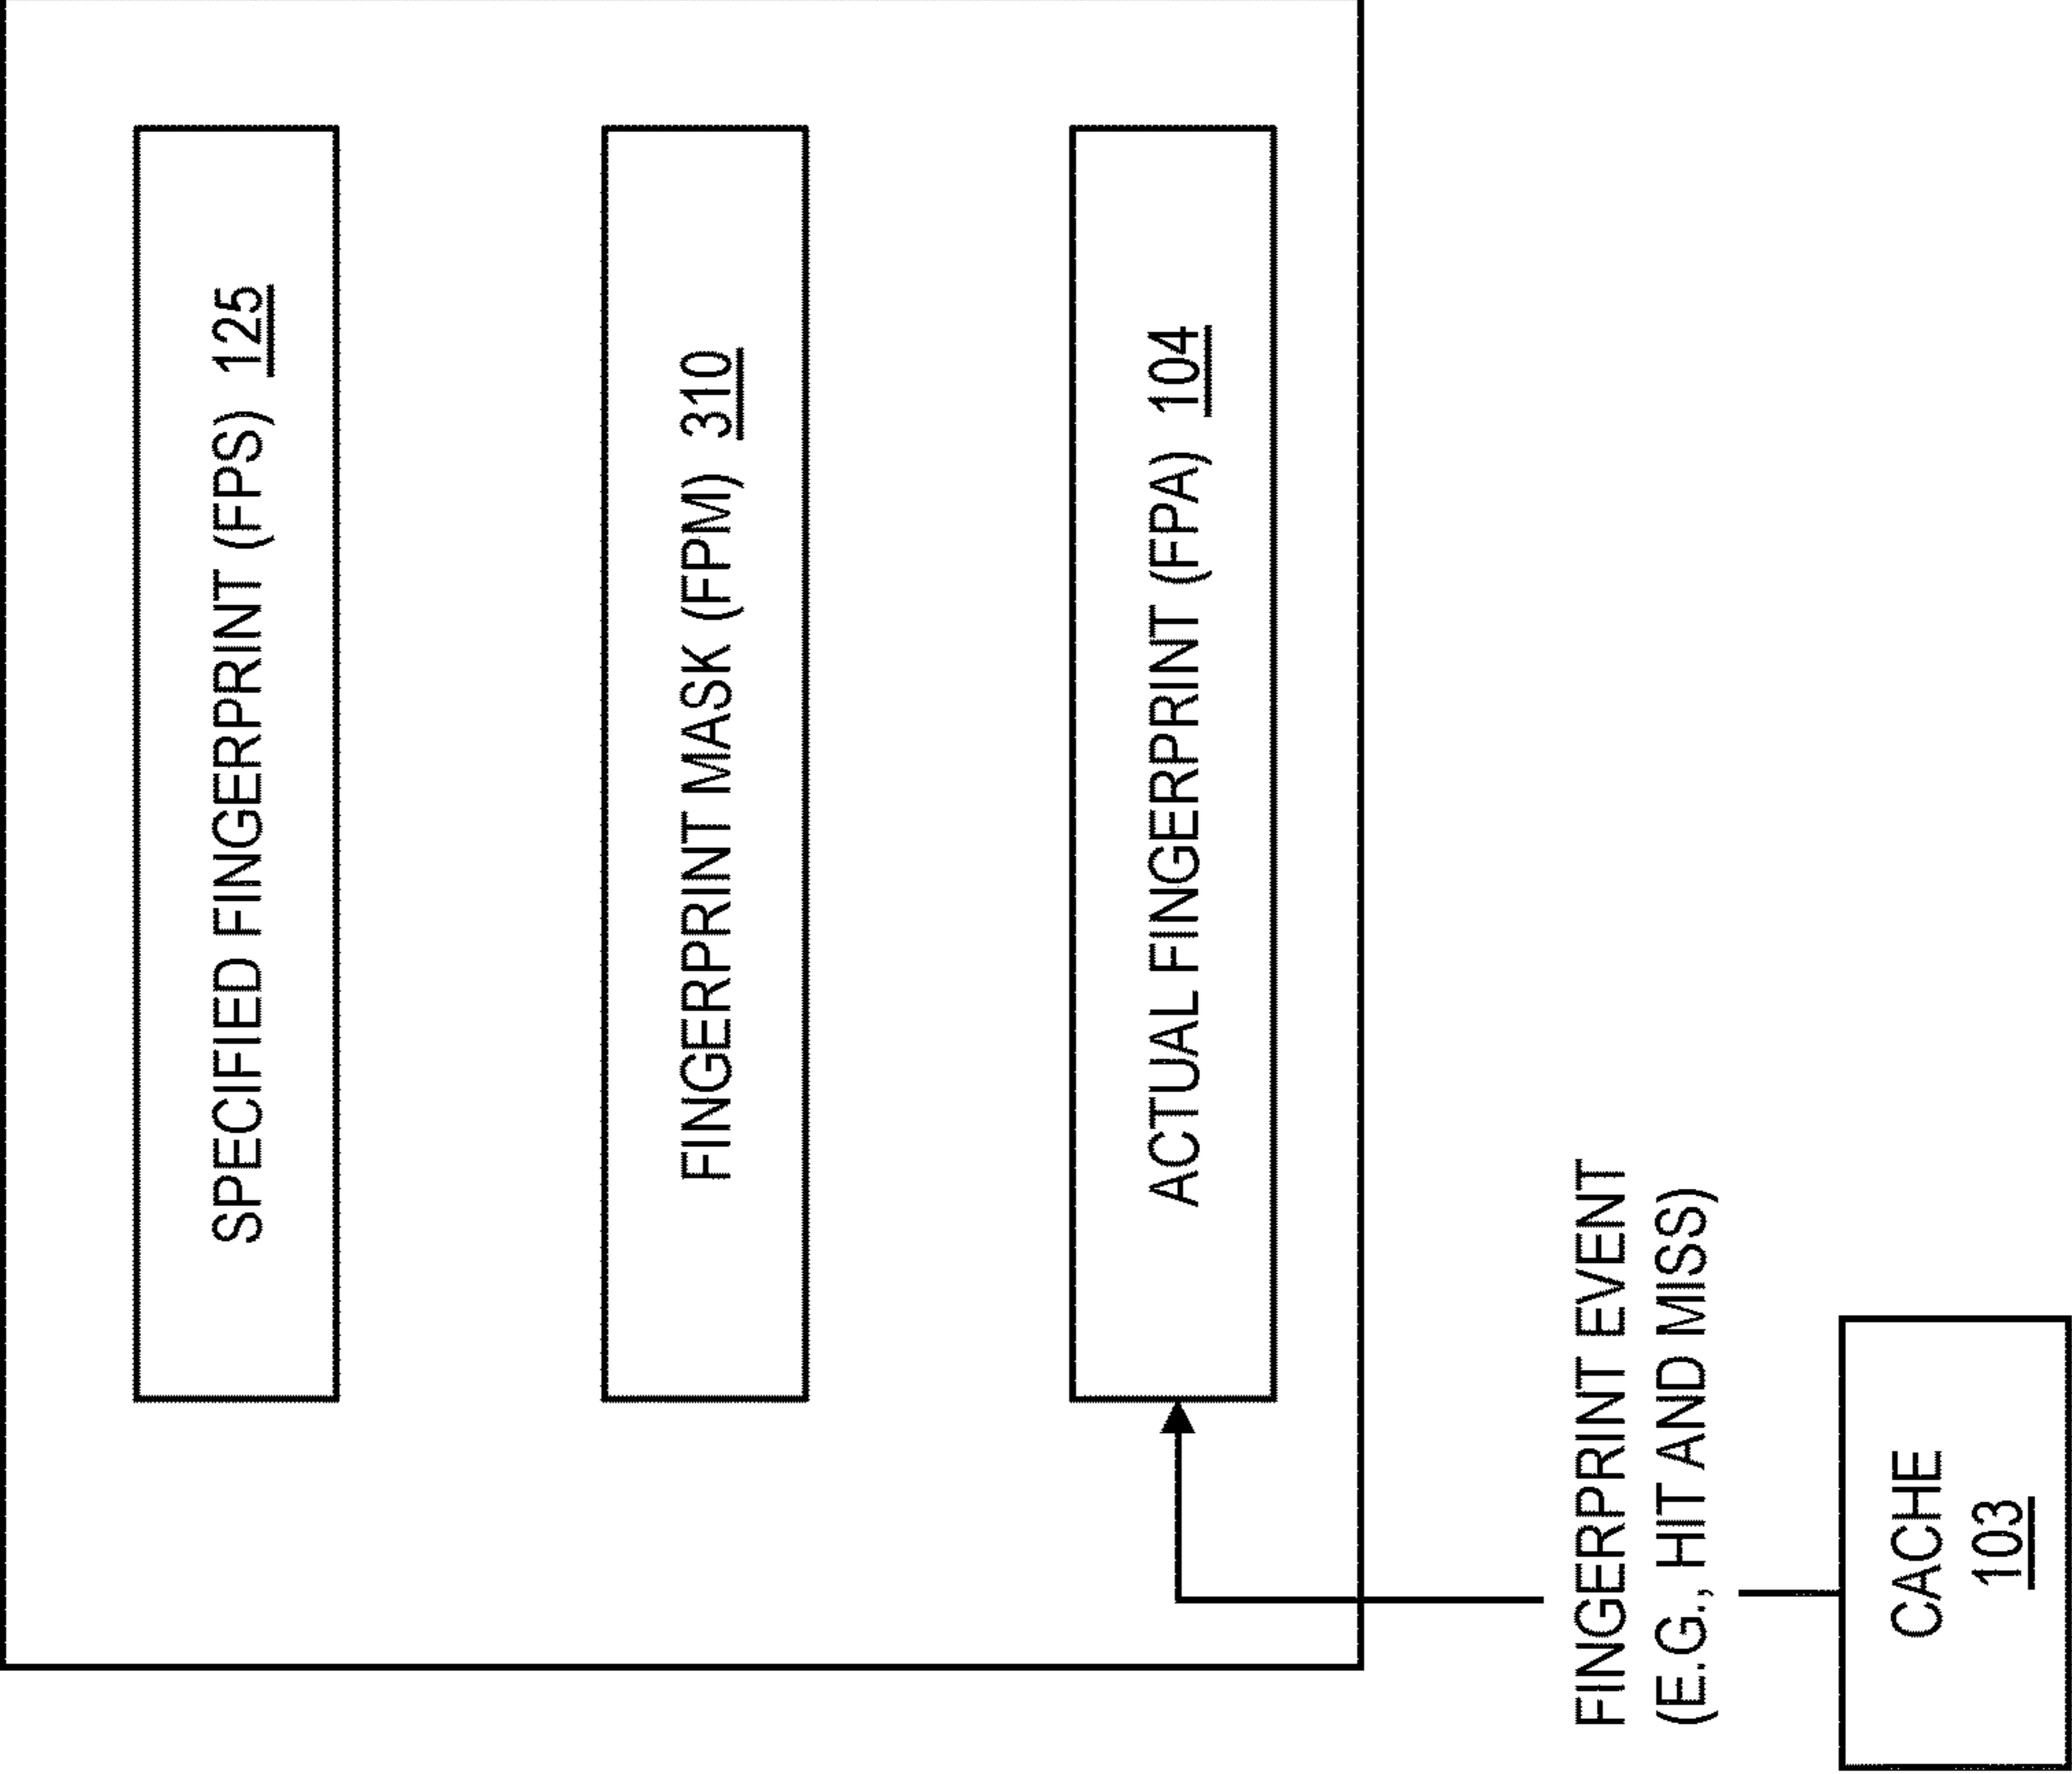 SPECIFIED FINGERPRINT (FPS) 125
FINGERPRINT MASK (FPM) 310
ACTUAL FINGERPRINT (FPA) 104
FINGERPRINT EVENT
(E.G., HIT AND MISS)
CACHE
103